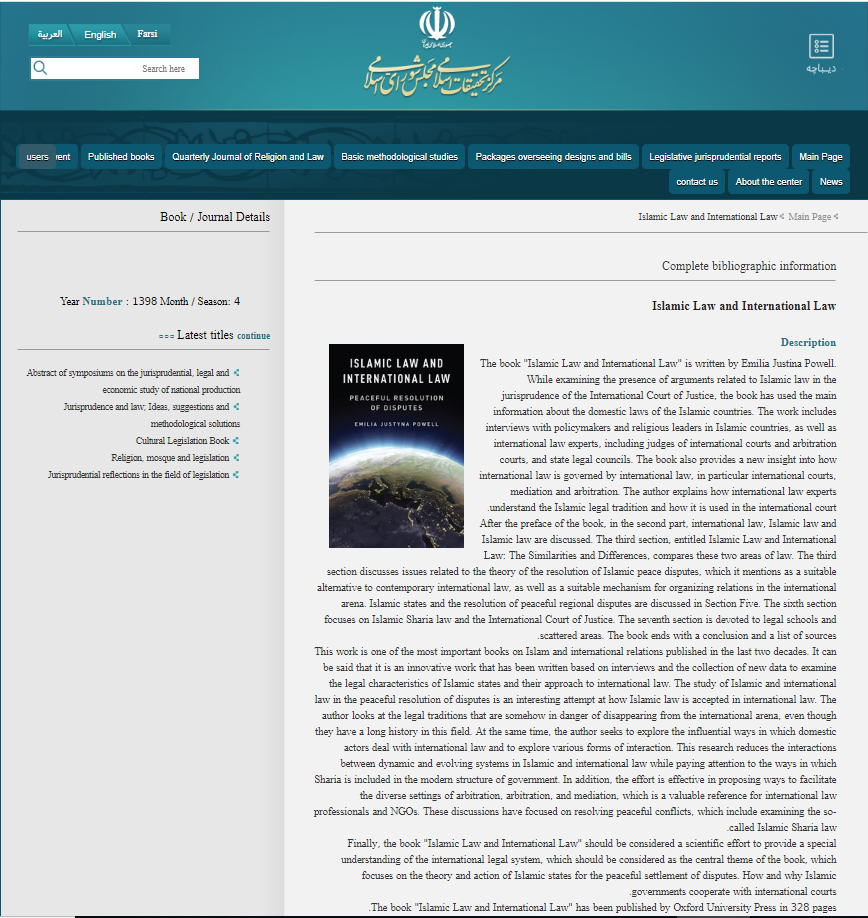 العربية
English
Farsi
Search here
مرکز تحقیقات اسلامی مجلس شورای اسلامی
دیباچه
users
vent
Published books
Quarterly Journal of Religion and Law
Basic methodological studies
Packages overseeing designs and bills
Legislative jurisprudential reports
Main Page
contact us
About the center
News
Book / Journal Details
Year Number : 1398 Month / Season: 4
=== Latest titles continue
Abstract of symposiums on the jurisprudential, legal and
economic study of national production
Jurisprudence and law; Ideas, suggestions and
methodological solutions
Cultural Legislation Book
Religion, mosque and legislation
Jurisprudential reflections in the field of legislation
Islamic Law and International Law
Main Page
Complete bibliographic information
Islamic Law and International Law
Description
ISLAMIC LAW AND
INTERNATIONAL LAW
PEACEFUL RESOLUTION
OF DISPUTES
EMILIA JUSTYNA POWELL
The book "Islamic Law and International Law" is written by Emilia Justina Powell.
While examining the presence of arguments related to Islamic law in the
jurisprudence of the International Court of Justice, the book has used the main
information about the domestic laws of the Islamic countries. The work includes
interviews with policymakers and religious leaders in Islamic countries, as well as
international law experts, including judges of international courts and arbitration
courts, and state legal councils. The book also provides a new insight into how
international law is governed by international law, in particular international courts,
mediation and arbitration. The author explains how international law experts
.understand the Islamic legal tradition and how it is used in the international court
After the preface of the book, in the second part, international law, Islamic law and
Islamic law are discussed. The third section, entitled Islamic Law and International
Law: The Similarities and Differences, compares these two areas of law. The third
section discusses issues related to the theory of the resolution of Islamic peace disputes, which it mentions as a suitable
alternative to contemporary international law, as well as a suitable mechanism for organizing relations in the international
arena. Islamic states and the resolution of peaceful regional disputes are discussed in Section Five. The sixth section
focuses on Islamic Sharia law and the International Court of Justice. The seventh section is devoted to legal schools and
.scattered areas. The book ends with a conclusion and a list of sources
This work is one of the most important books on Islam and international relations published in the last two decades. It can
be said that it is an innovative work that has been written based on interviews and the collection of new data to examine
the legal characteristics of Islamic states and their approach to international law. The study of Islamic and international
law in the peaceful resolution of disputes is an interesting attempt at how Islamic law is accepted in international law. The
author looks at the legal traditions that are somehow in danger of disappearing from the international arena, even though
they have a long history in this field. At the same time, the author seeks to explore the influential ways in which domestic
actors deal with international law and to explore various forms of interaction. This research reduces the interactions
between dynamic and evolving systems in Islamic and international law while paying attention to the ways in which
Sharia is included in the modern structure of government. In addition, the effort is effective in proposing ways to facilitate
the diverse settings of arbitration, arbitration, and mediation, which is a valuable reference for international law
professionals and NGOs. These discussions have focused on resolving peaceful conflicts, which include examining the so-
.called Islamic Sharia law
Finally, the book "Islamic Law and International Law" should be considered a scientific effort to provide a special
understanding of the international legal system, which should be considered as the central theme of the book, which
focuses on the theory and action of Islamic states for the peaceful settlement of disputes. How and why Islamic
.governments cooperate with international courts
.The book "Islamic Law and International Law" has been published by Oxford University Press in 328 pages